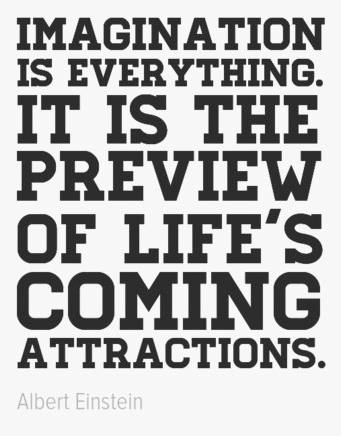 IMAGINATION
IS EVERYTHING.
IT IS THE
PREVIEW
OF LIFE'S
COMING
ATTRACTIONS.
Albert Einstein